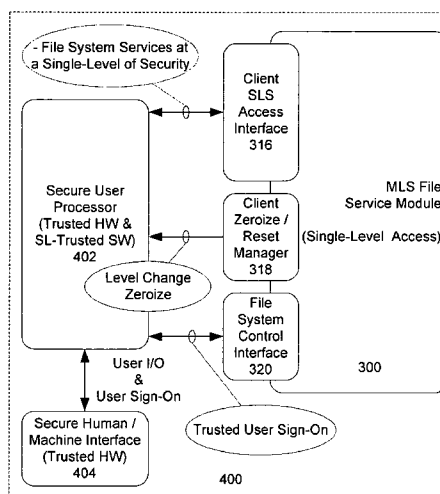 - File System Services at
a Single-Level of Security.
Client
SLS
Access
Interface
316
Secure User
Processor
(Trusted HW &
SL-Trusted SW)
402
Client
Zeroize /
Reset
Manager
318
MLS File
Service Module
(Single-Level Access)
Level Change
Zeroize
File
System
Control
Interface
320
300
User I/O
&
User Sign-On
Secure Human /
Machine Interface
(Trusted HW)
404
Trusted User Sign-On
400